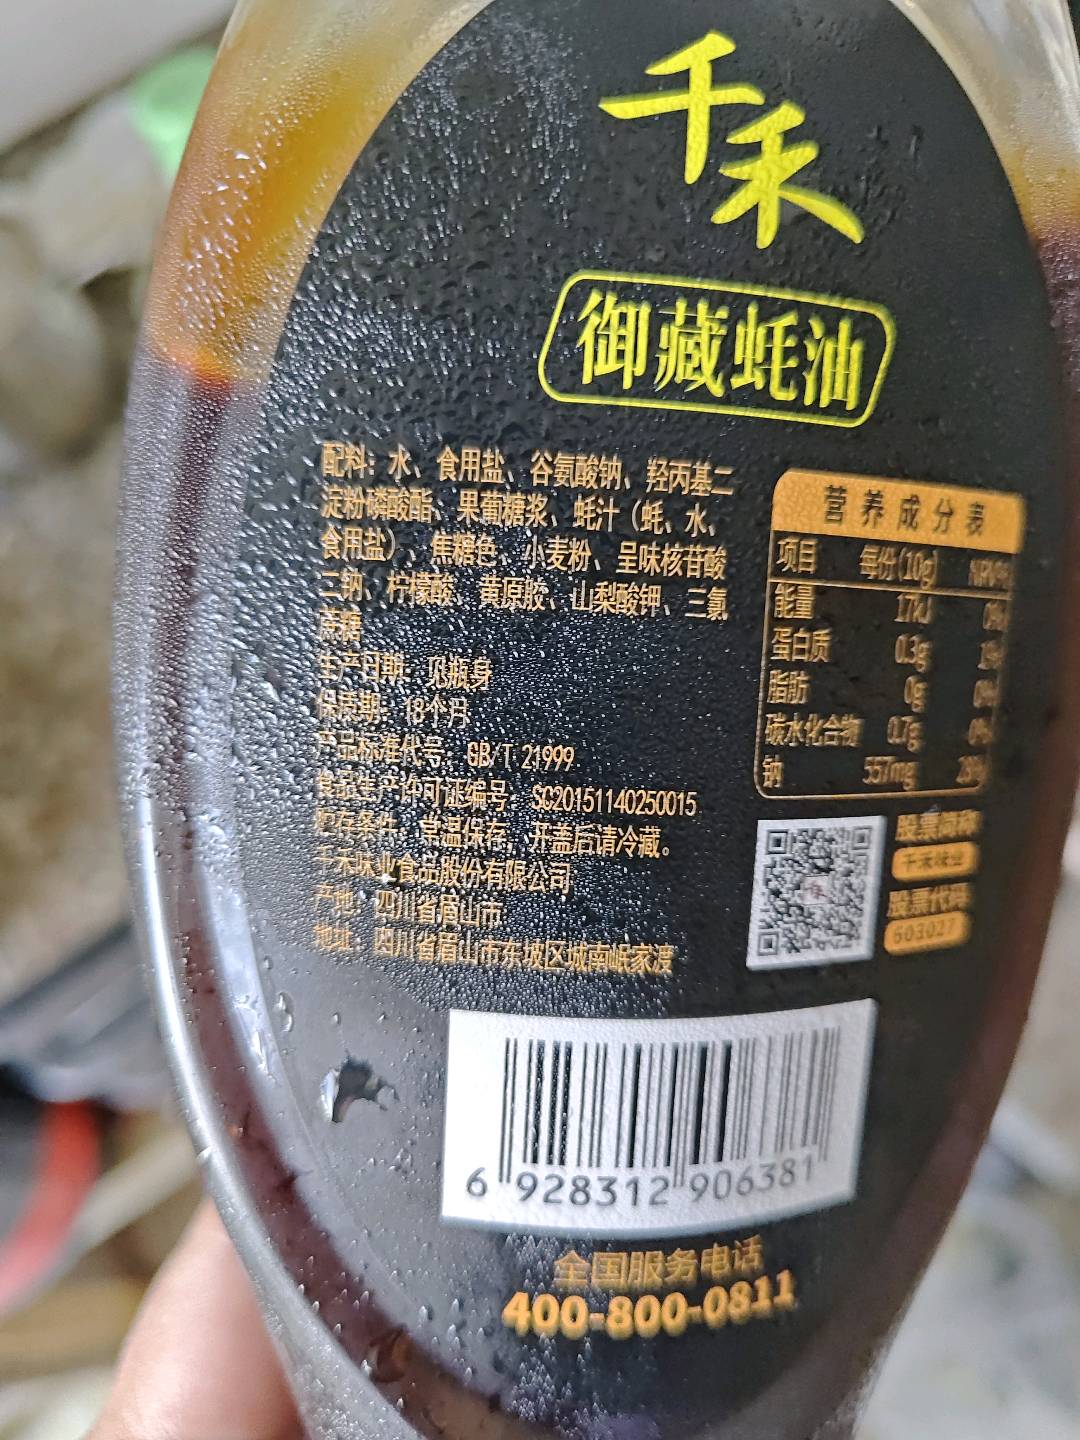 千禾
御藏蚝油
配料：水、食用盐、谷氨酸钠、羟丙基二
淀粉磷酸酯、果葡糖浆、蚝汁（蚝、水、
食用盐）、焦糖色、小麦粉、呈味核苷酸
二钠、柠檬酸、黄原胶、山梨酸钾、三氯
蔗糖
生产日期：见瓶身
保质期：18个月
产品标准代号：GB/T 21999
食品生产许可证编号：SC20151140250015
贮存条件：常温保存，开盖后请冷藏。
千禾味业食品股份有限公司
产地：四川省眉山市
地址：四川省眉山市东坡区城南岷家渡
营养成分表
项目 每份(10g) NRV%
能量 17KJ 0%
蛋白质 0.3g 1%
脂肪 0g 0%
碳水化合物 0.7g 0%
钠 557mg
股票简称
千禾味业
股票代码
603027
6 928312 906381
全国服务电话
400-800-0811